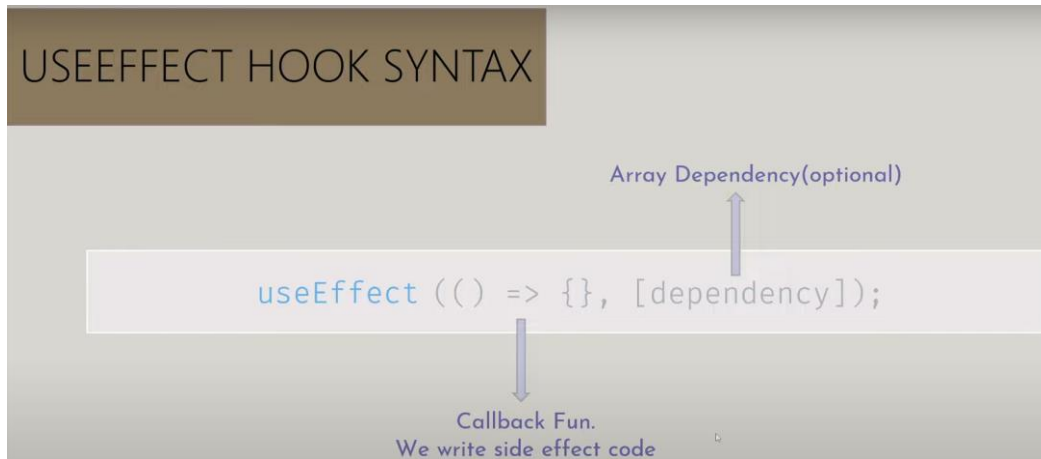 USEEFFECT HOOK SYNTAX
Array Dependency(optional)
useEffect (() => {}, [dependency]);
Callback Fun.
We write side effect code